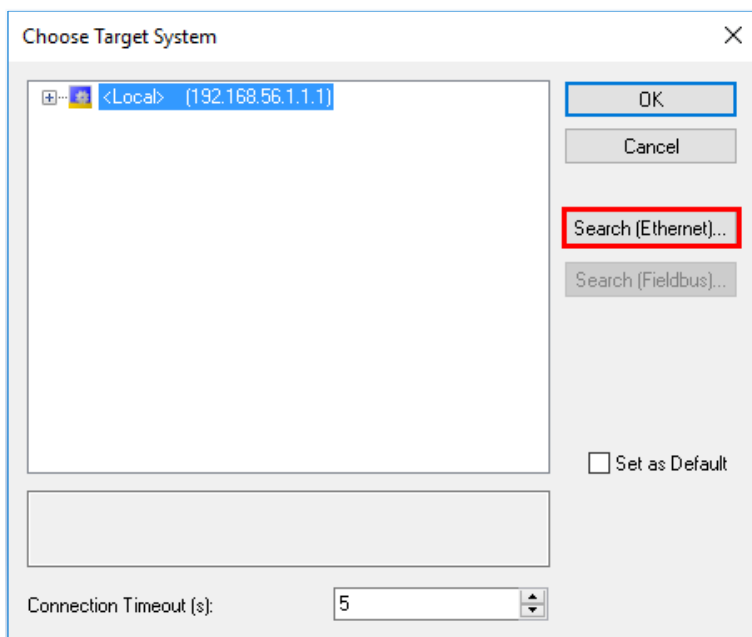 Choose Target System
<Local> (192.168.56.1.1.1)
OK
Cancel
Search (Ethernet)...
Search (Fieldbus)...
Set as Default
Connection Timeout (s):
5